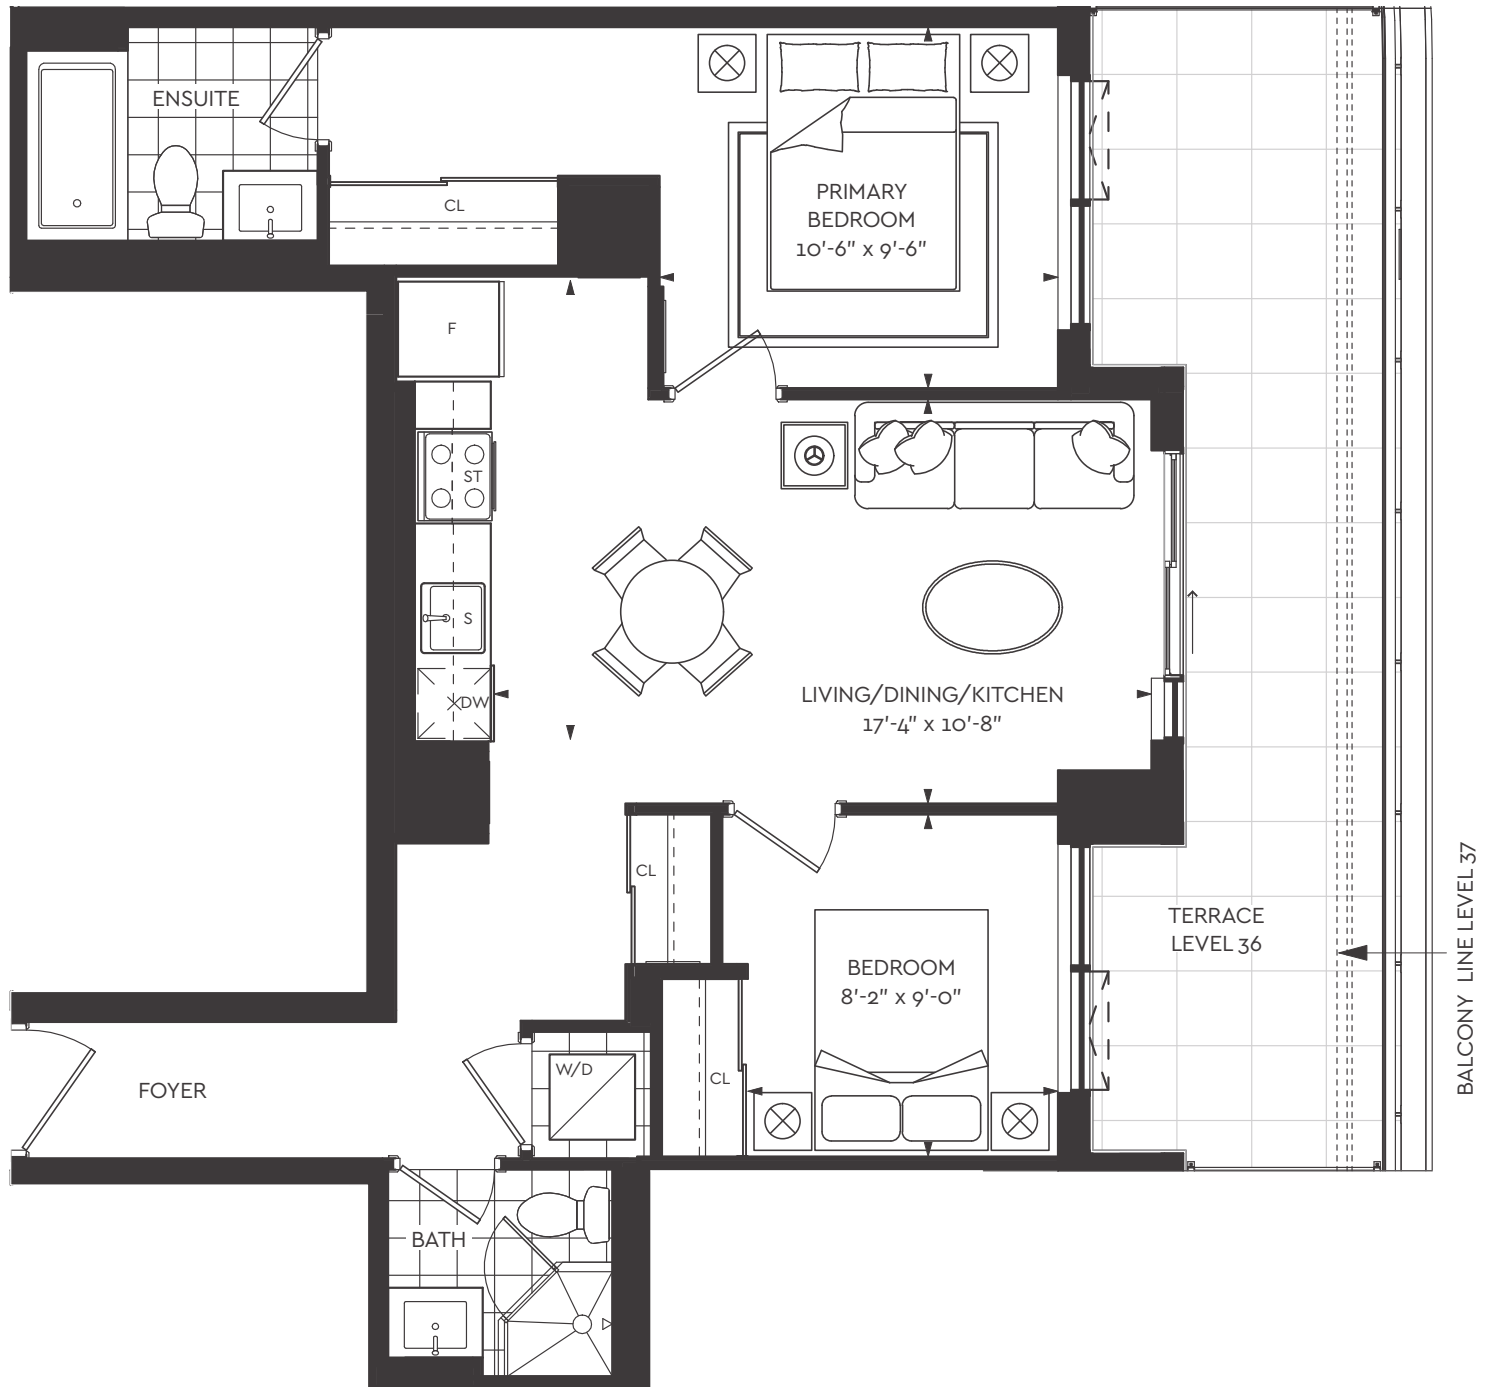 ENSUITE
CL
PRIMARY
BEDROOM
10'-6" x 9'-6"
F
ST
S
DW
LIVING/DINING/KITCHEN
17'-4" x 10'-8"
CL
TERRACE
LEVEL 36
BALCONY LINE LEVEL 37
BEDROOM
8'-2" x 9'-0"
W/D
CL
FOYER
BATH